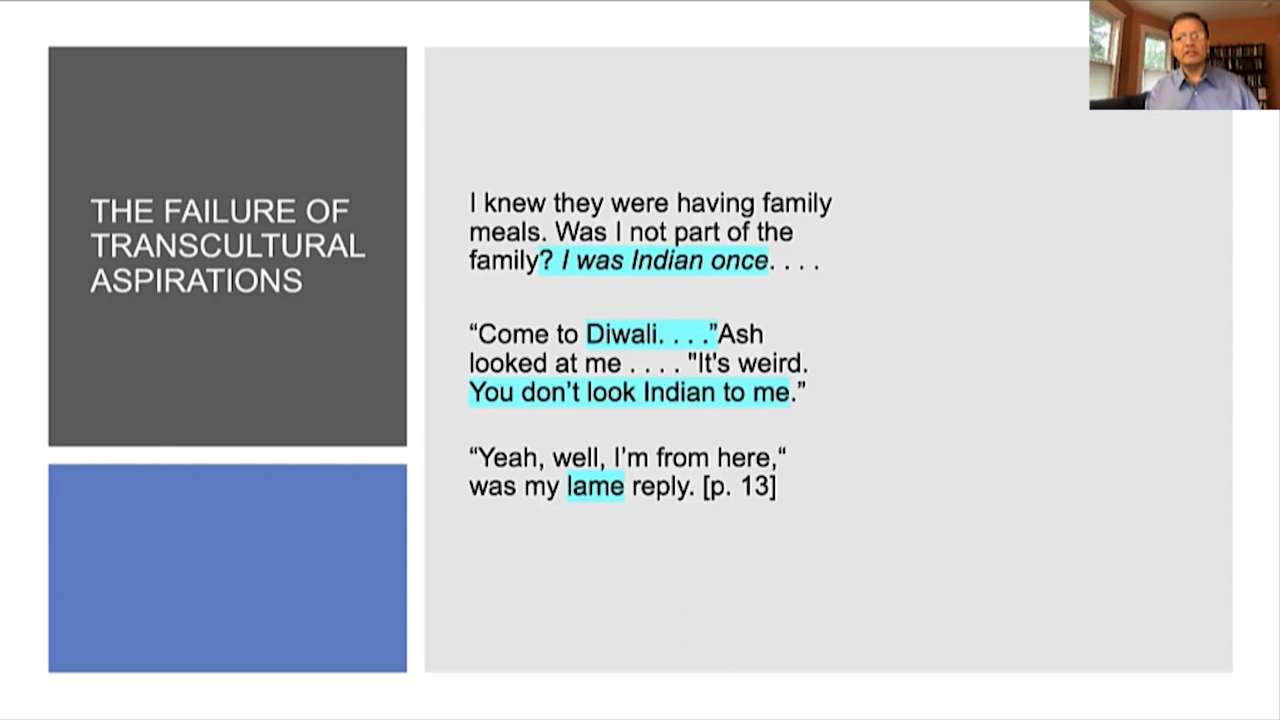 THE FAILURE OF
TRANSCULTURAL
ASPIRATIONS
I knew they were having family
meals. Was I not part of the
family? I was Indian once. . . .
“Come to Diwali. . . .”Ash
looked at me . . . . "It's weird.
You don’t look Indian to me.”
“Yeah, well, I’m from here,“
was my lame reply. [p. 13]